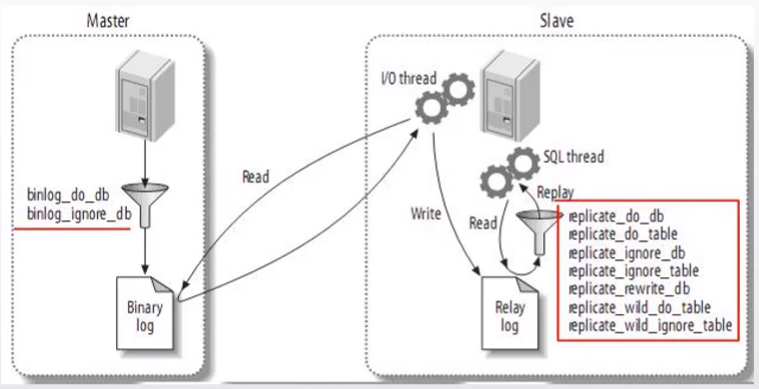 Master
Slave
I/O thread
SQL thread
Read
binlog_do_db
binlog_ignore_db
Replay
Write
Read
replicate_do_db
replicate_do_table
replicate_ignore_db
replicate_ignore_table
replicate_rewrite_db
replicate_wild_do_table
replicate_wild_ignore_table
Binary
log
Relay
log